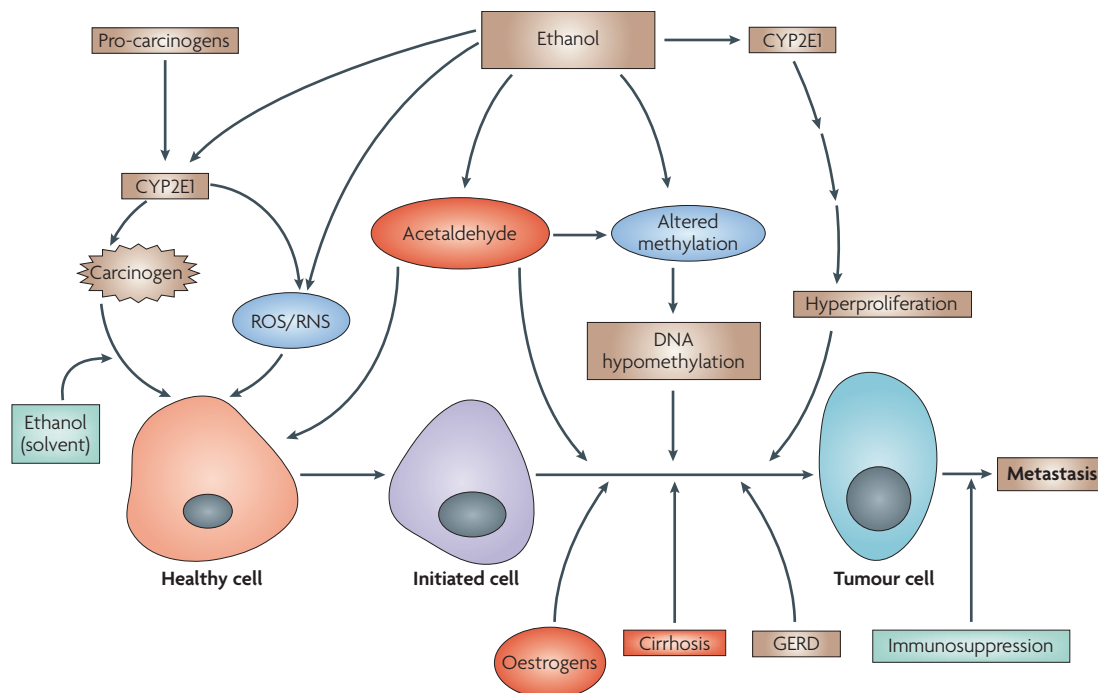 Pro-carcinogens
Ethanol
CYP2E1
CYP2E1
Acetaldehyde
Altered
methylation
Carcinogen
ROS/RNS
Hyperproliferation
DNA
hypomethylation
Ethanol
(solvent)
Metastasis
Healthy cell
Initiated cell
Tumour cell
Oestrogens
Cirrhosis
GERD
Immunosuppression